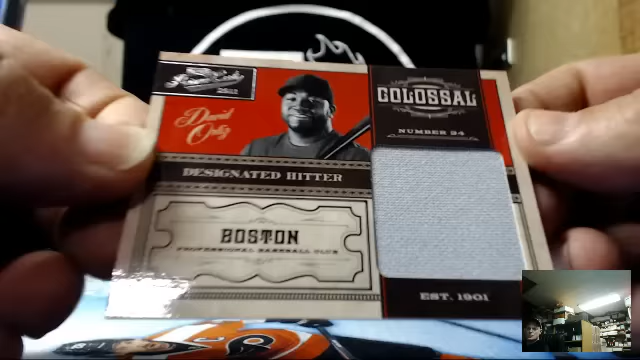 David
Ortiz
COLOSSAL
NUMBER 34
DESIGNATED HITTER
BOSTON
PROFESSIONAL BASEBALL CLUB
EST. 1901